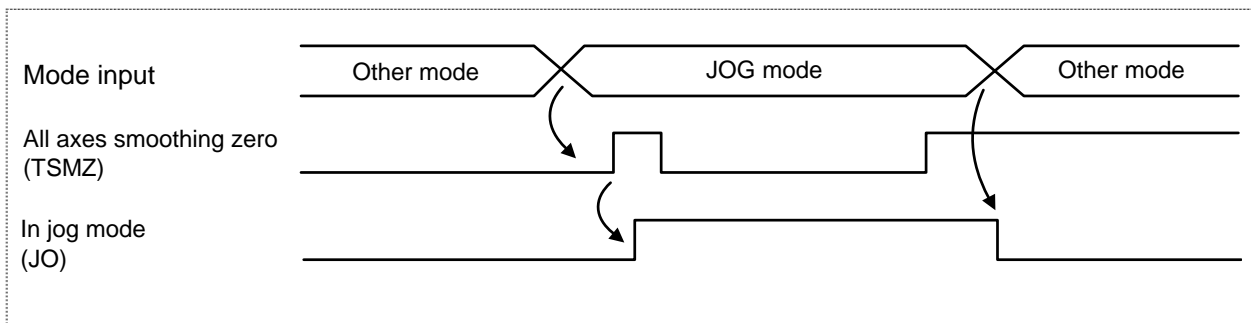 Mode input
Other mode
JOG mode
Other mode
All axes smoothing zero
(TSMZ)
In jog mode
(JO)